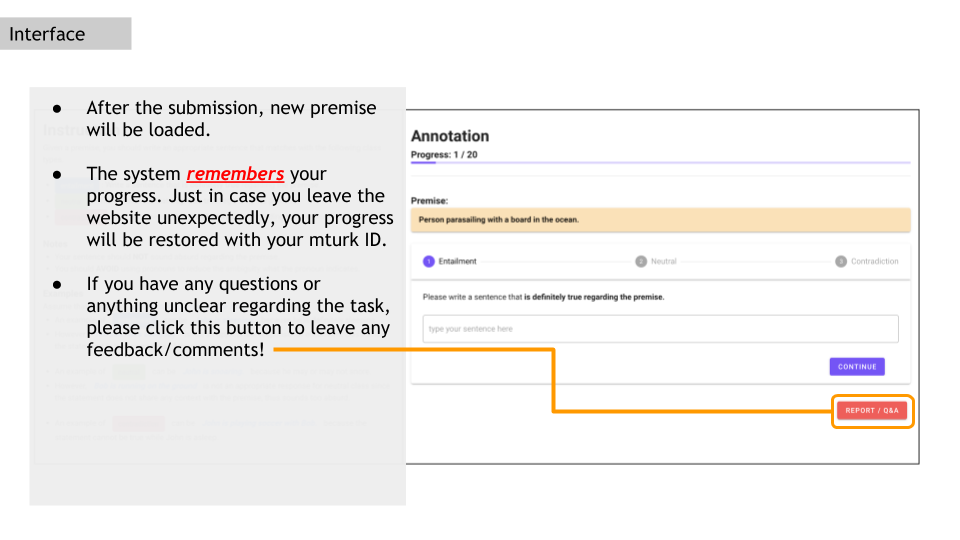 Interface
● After the submission, new premise
will be loaded.
● The system remembers your
progress. Just in case you leave the
website unexpectedly, your progress
will be restored with your mturk ID.
● If you have any questions or
anything unclear regarding the task,
please click this button to leave any
feedback/comments!
Annotation
Progress: 1 / 20
Premise:
Person parasailing with a board in the ocean.
1 Entailment
2 Neutral
3 Contradiction
Please write a sentence that is definitely true regarding the premise.
type your sentence here
CONTINUE
REPORT / Q&A